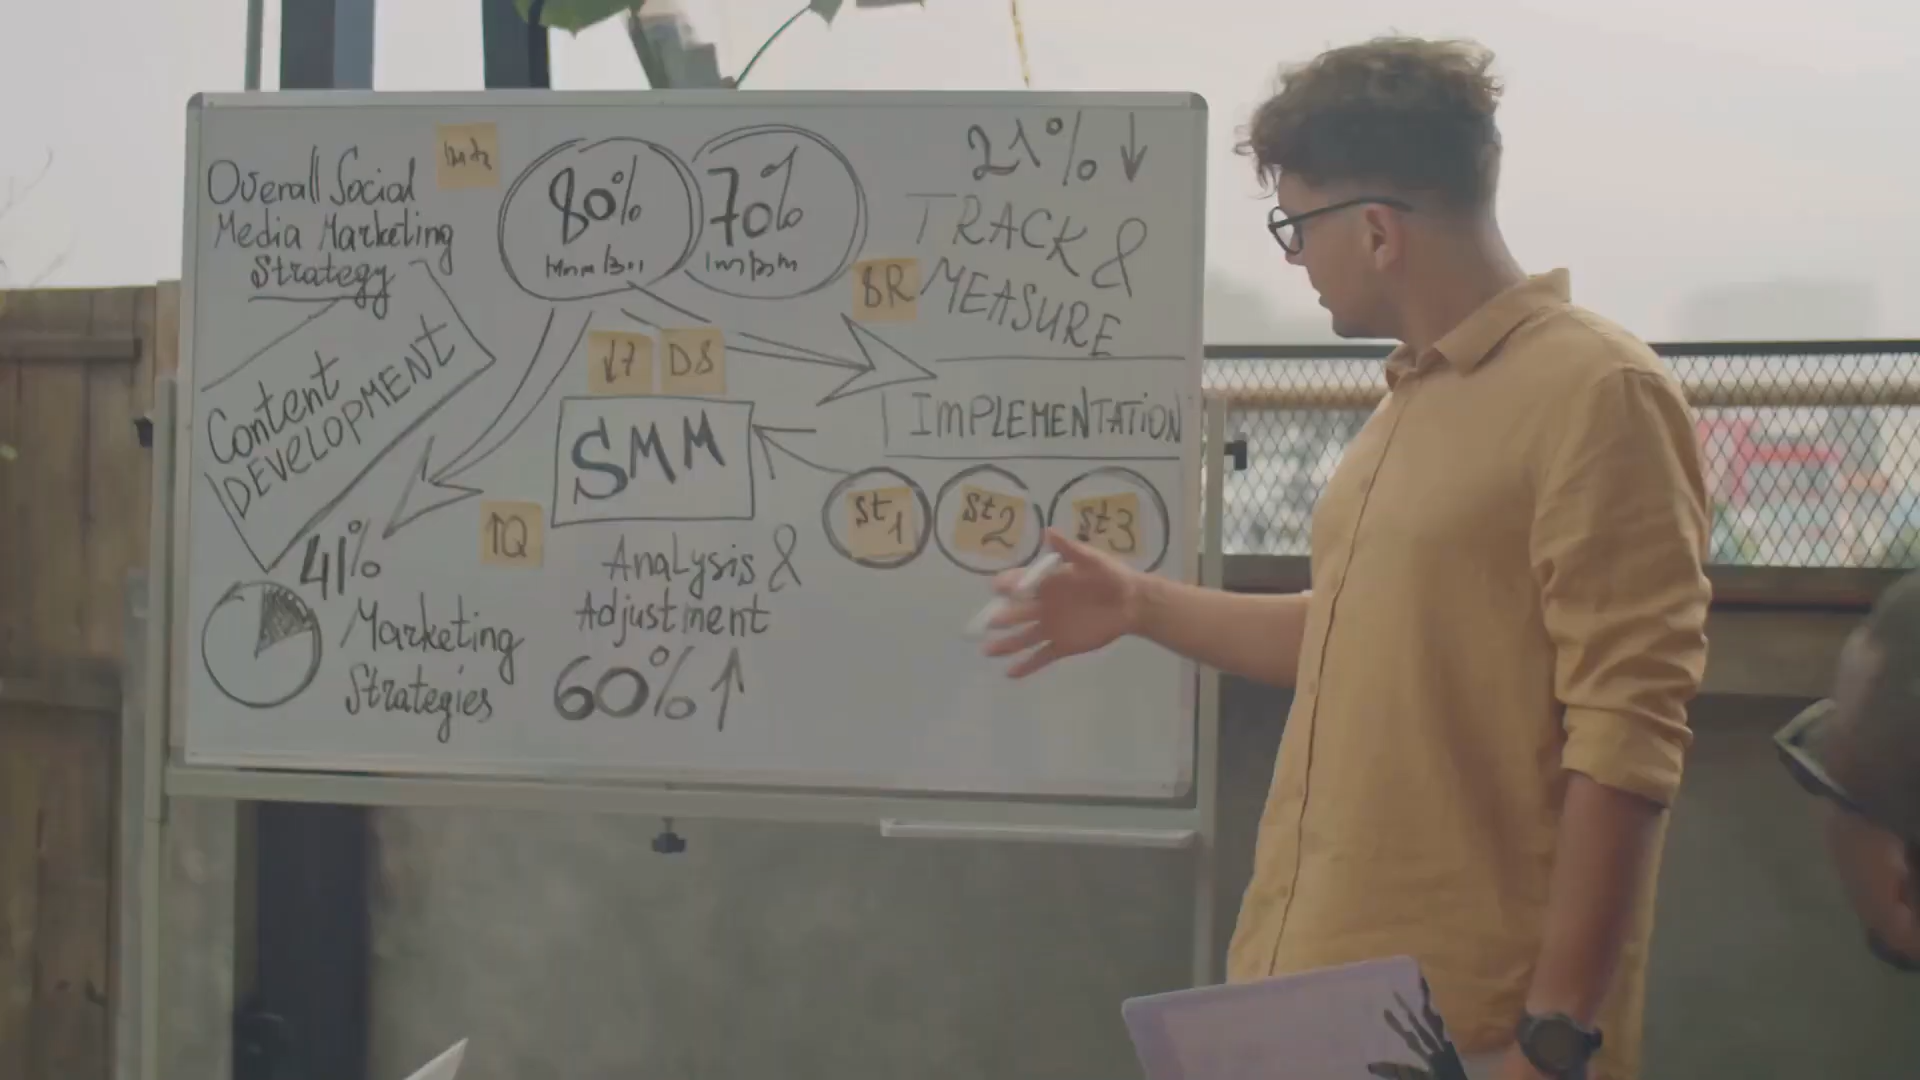 Overall Social
Media Marketing
Strategy
80%
70%
21% ↓
TRACK &
MEASURE
BR
Content
DEVELOPMENT
D8
SMM
IMPLEMENTATION
st1
st2
st3
41%
↑Q
Marketing
Strategies
Analysis &
Adjustment
60% ↑